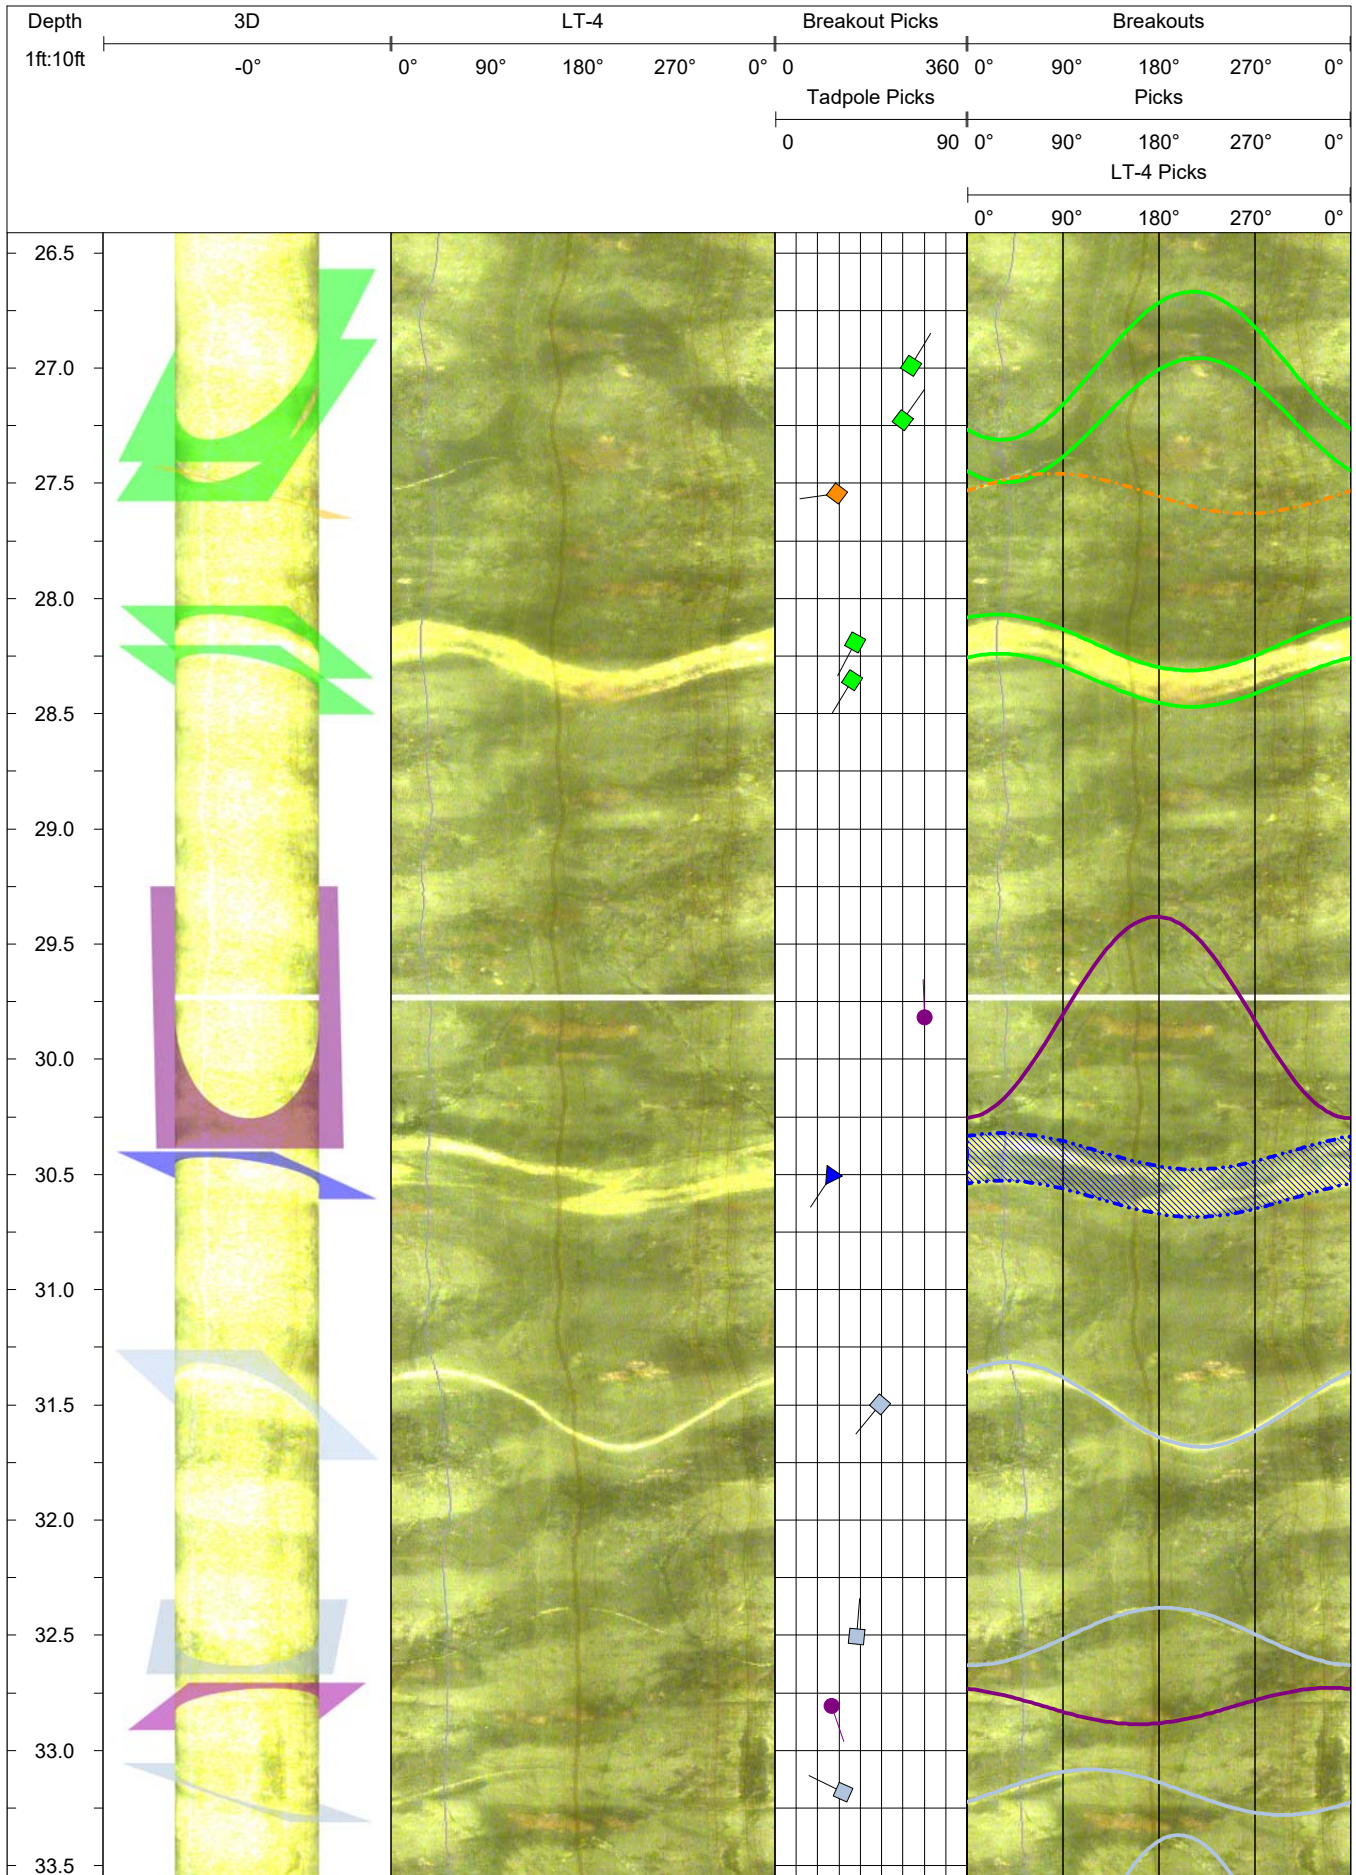 Depth 3D LT-4 Breakout Picks Breakouts
1ft:10ft -0° 0° 90° 180° 270° 0° 0 360 0° 90° 180° 270° 0°
Tadpole Picks Picks
0 90 0° 90° 180° 270° 0°
LT-4 Picks
0° 90° 180° 270° 0°
26.5
27.0
27.5
28.0
28.5
29.0
29.5
30.0
30.5
31.0
31.5
32.0
32.5
33.0
33.5